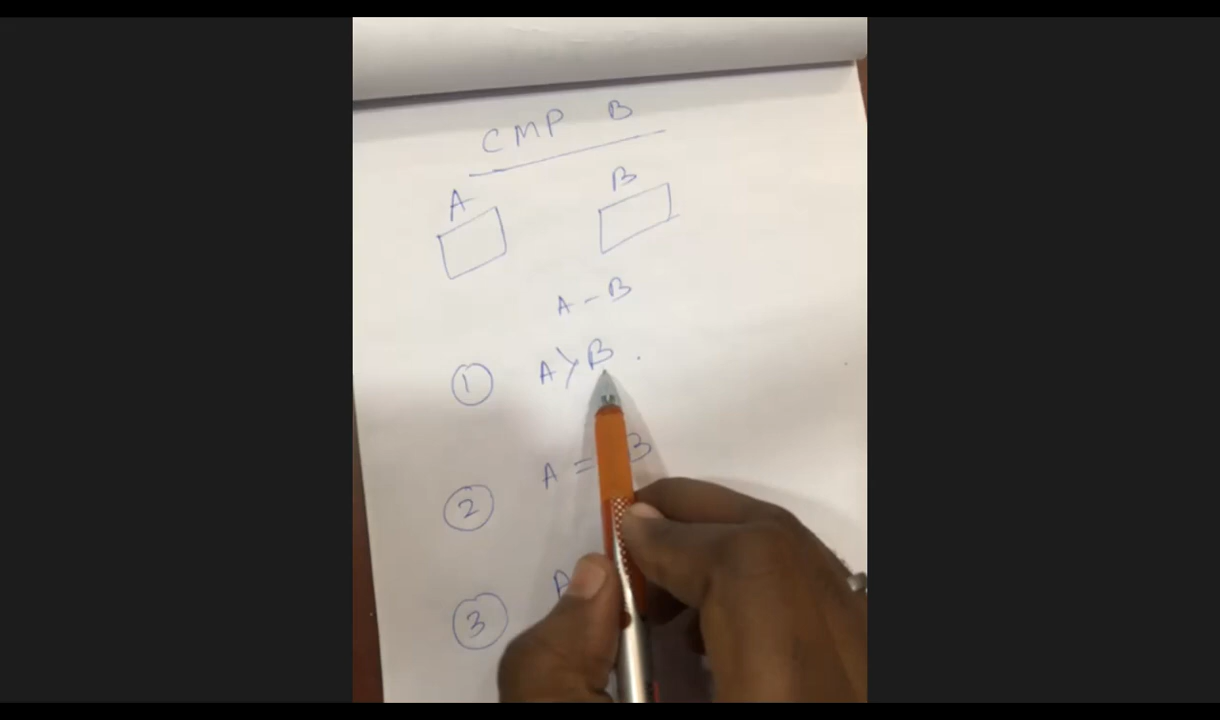 CMP B
A B
A - B
① A > B .
② A = B
③ A